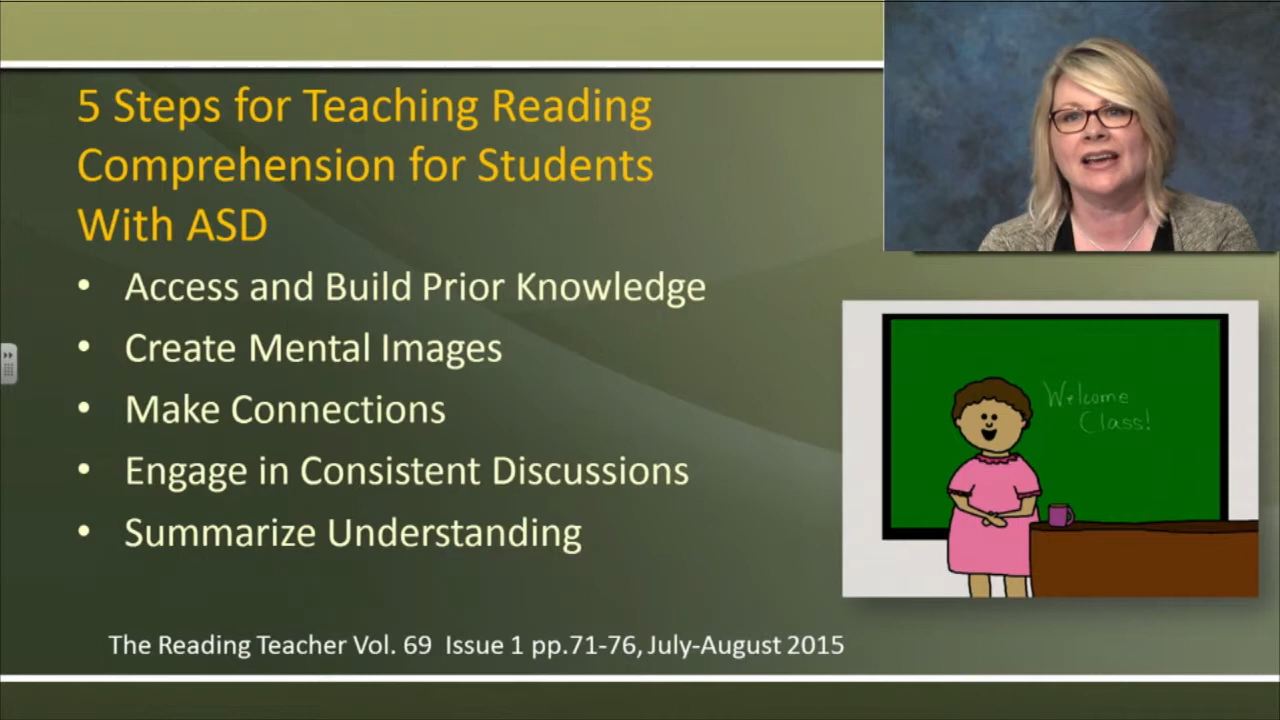 5 Steps for Teaching Reading
Comprehension for Students
With ASD
• Access and Build Prior Knowledge
• Create Mental Images
• Make Connections
• Engage in Consistent Discussions
• Summarize Understanding
Welcome
Class!
The Reading Teacher Vol. 69 Issue 1 pp.71-76, July-August 2015